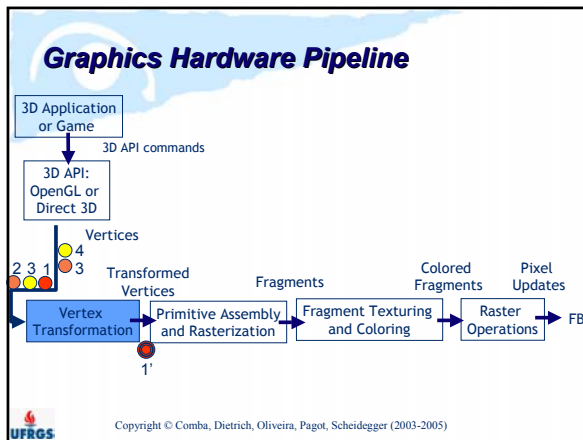 Graphics Hardware Pipeline
3D Application
or Game
3D API commands
3D API:
OpenGL or
Direct 3D
Vertices
4
3
2 3 1
Transformed
Vertices
Fragments
Colored
Fragments
Pixel
Updates
Vertex
Transformation
Primitive Assembly
and Rasterization
Fragment Texturing
and Coloring
Raster
Operations
FB
1'
UFRGS
Copyright © Comba, Dietrich, Oliveira, Pagot, Scheidegger (2003-2005)